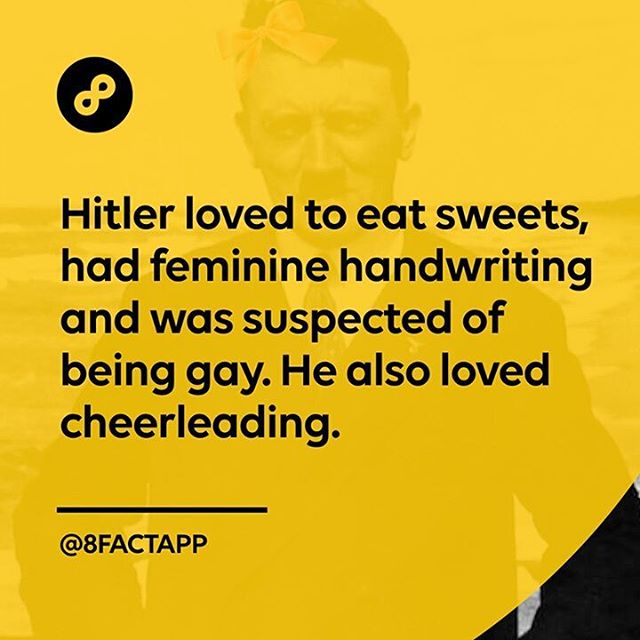 Hitler loved to eat sweets,
had feminine handwriting
and was suspected of
being gay. He also loved
cheerleading.
@8FACTAPP